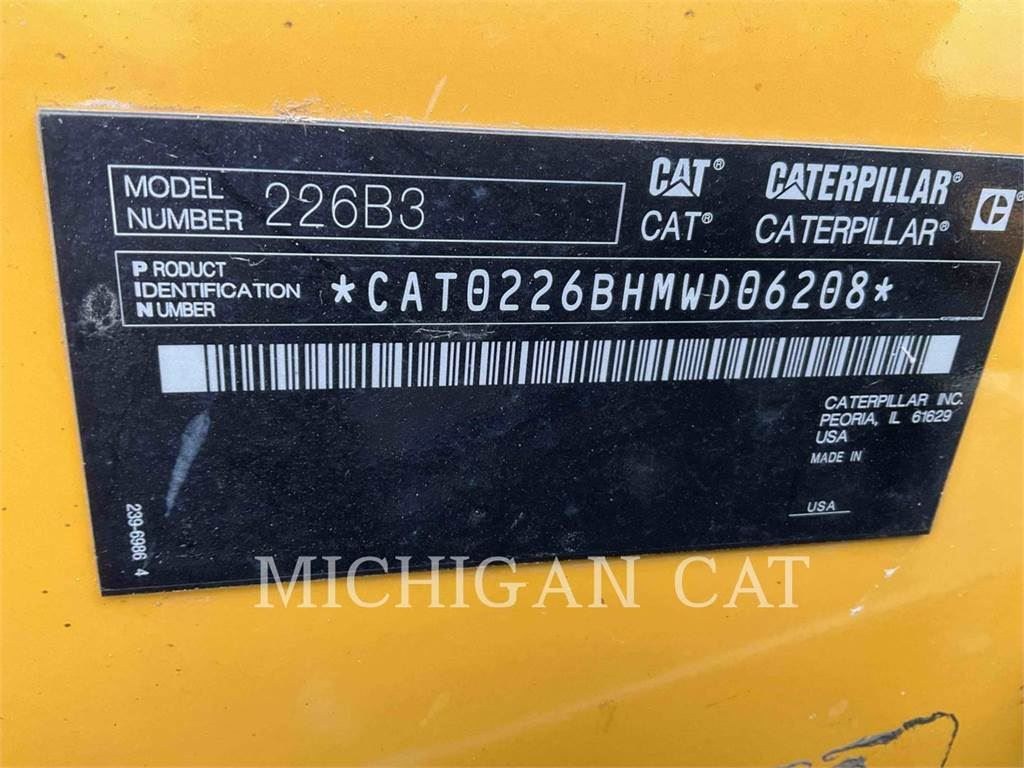 MODEL
NUMBER 226B3
CAT® CATERPILLAR®
CAT® CATERPILLAR®
PRODUCT
IDENTIFICATION
NUMBER
*CAT0226BHMWD06208*
CATERPILLAR INC.
PEORIA, IL 61629
USA
MADE IN
USA
239-6986 4
MICHIGAN CAT